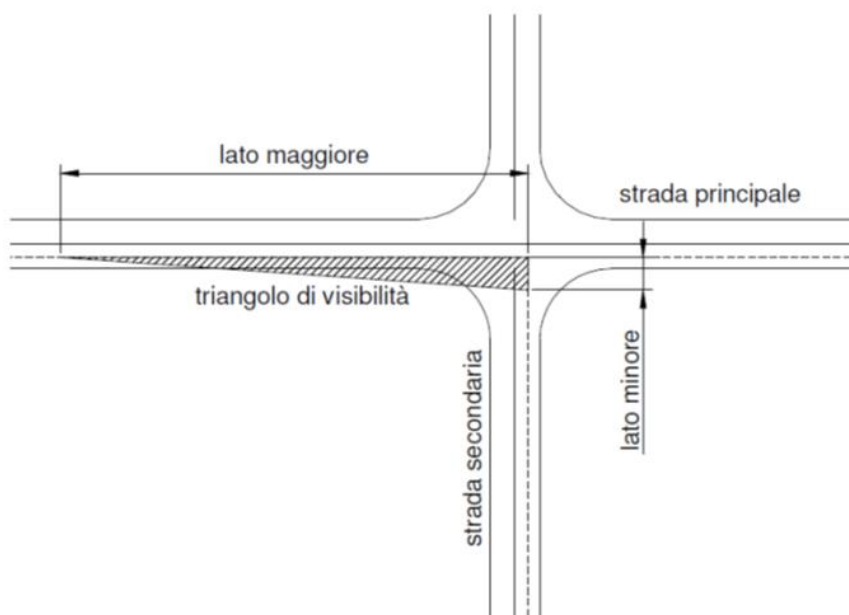 lato maggiore
strada principale
triangolo di visibilità
strada secondaria
lato minore